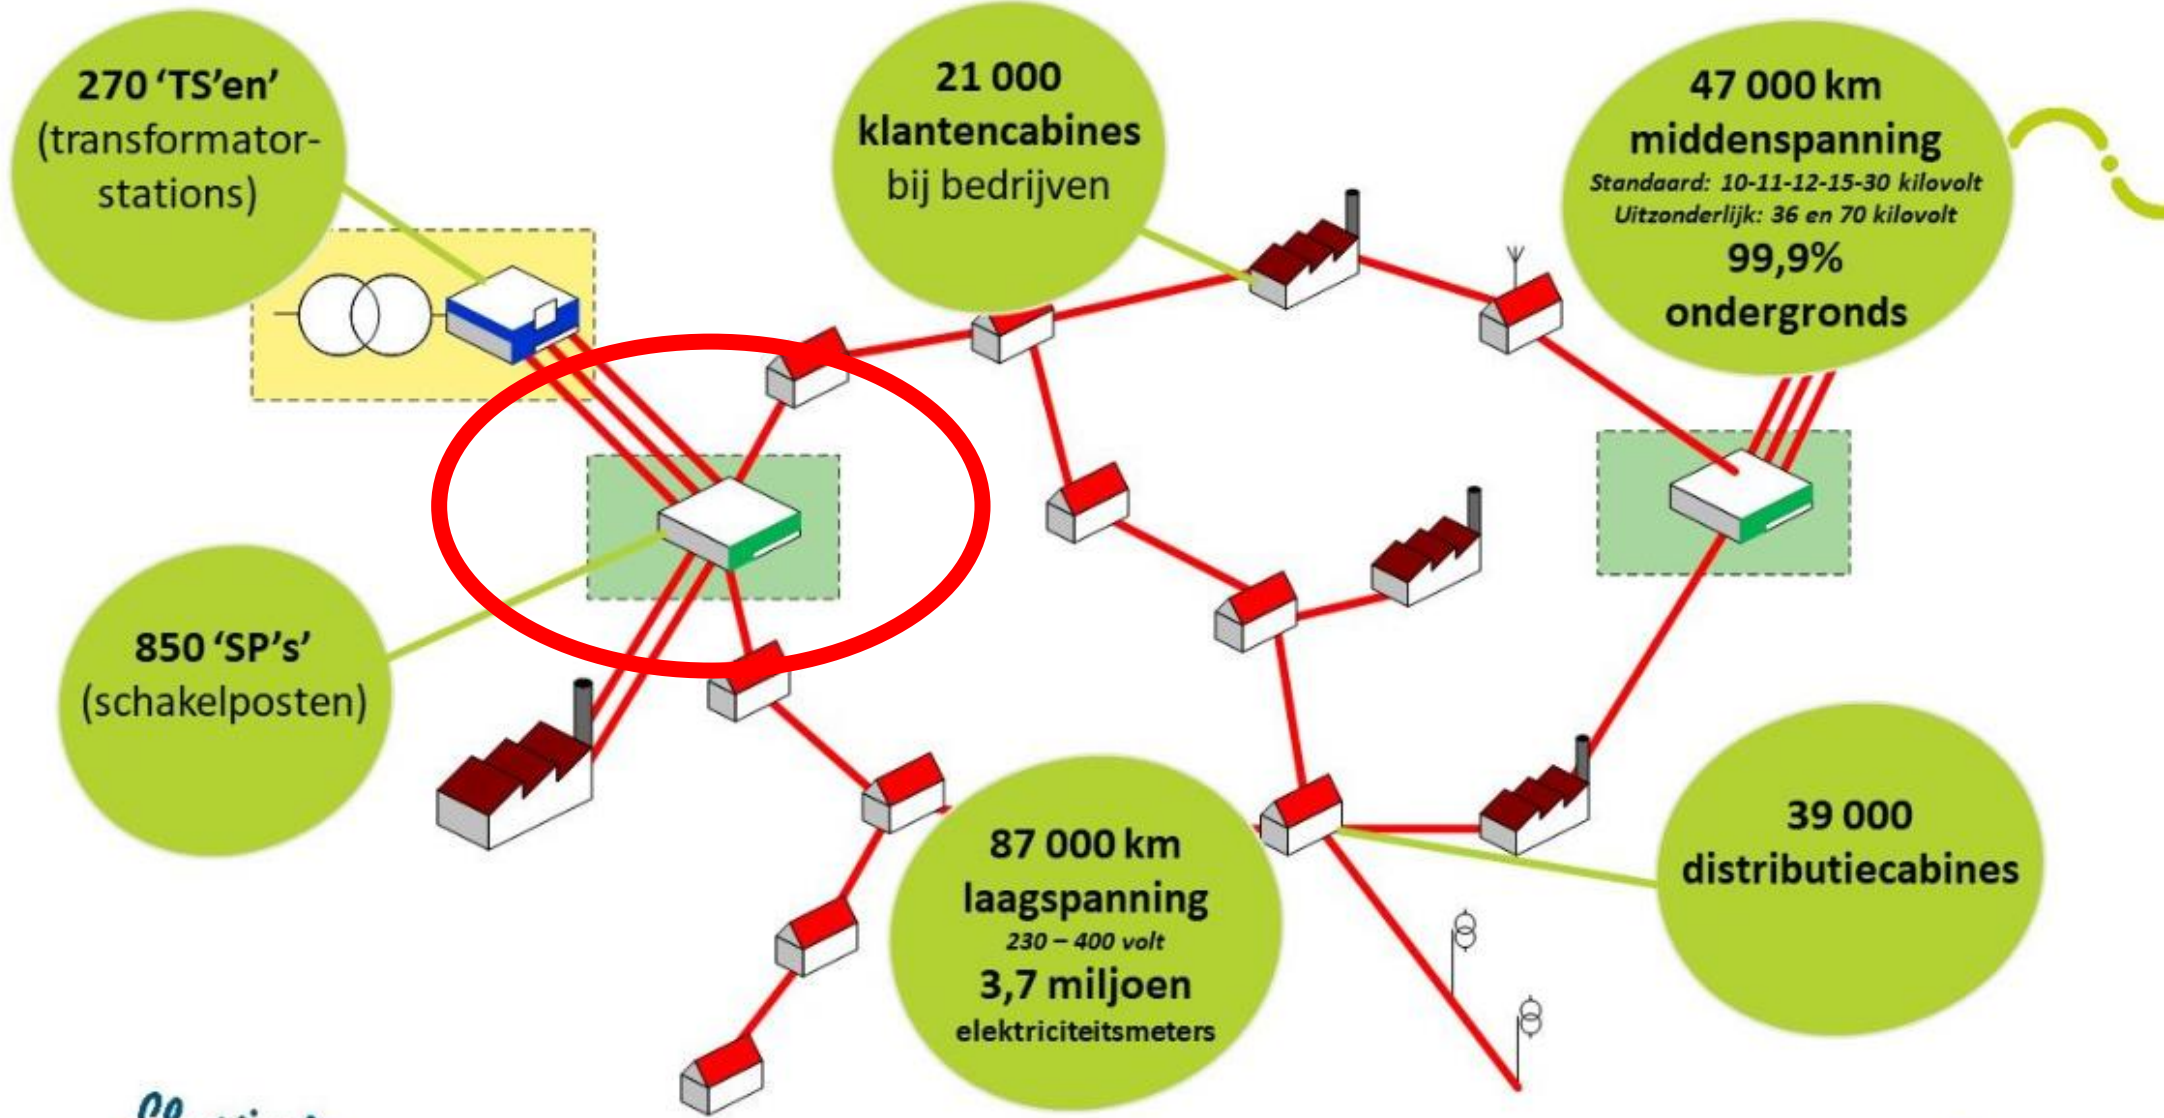 270 ‘TS’en’
(transformator-
stations)
21 000
klantencabines
bij bedrijven
47 000 km
middenspanning
Standaard: 10-11-12-15-30 kilovolt
Uitzonderlijk: 36 en 70 kilovolt
99,9%
ondergronds
850 ‘SP’s’
(schakelposten)
87 000 km
laagspanning
230 – 400 volt
3,7 miljoen
elektriciteitsmeters
39 000
distributiecabines